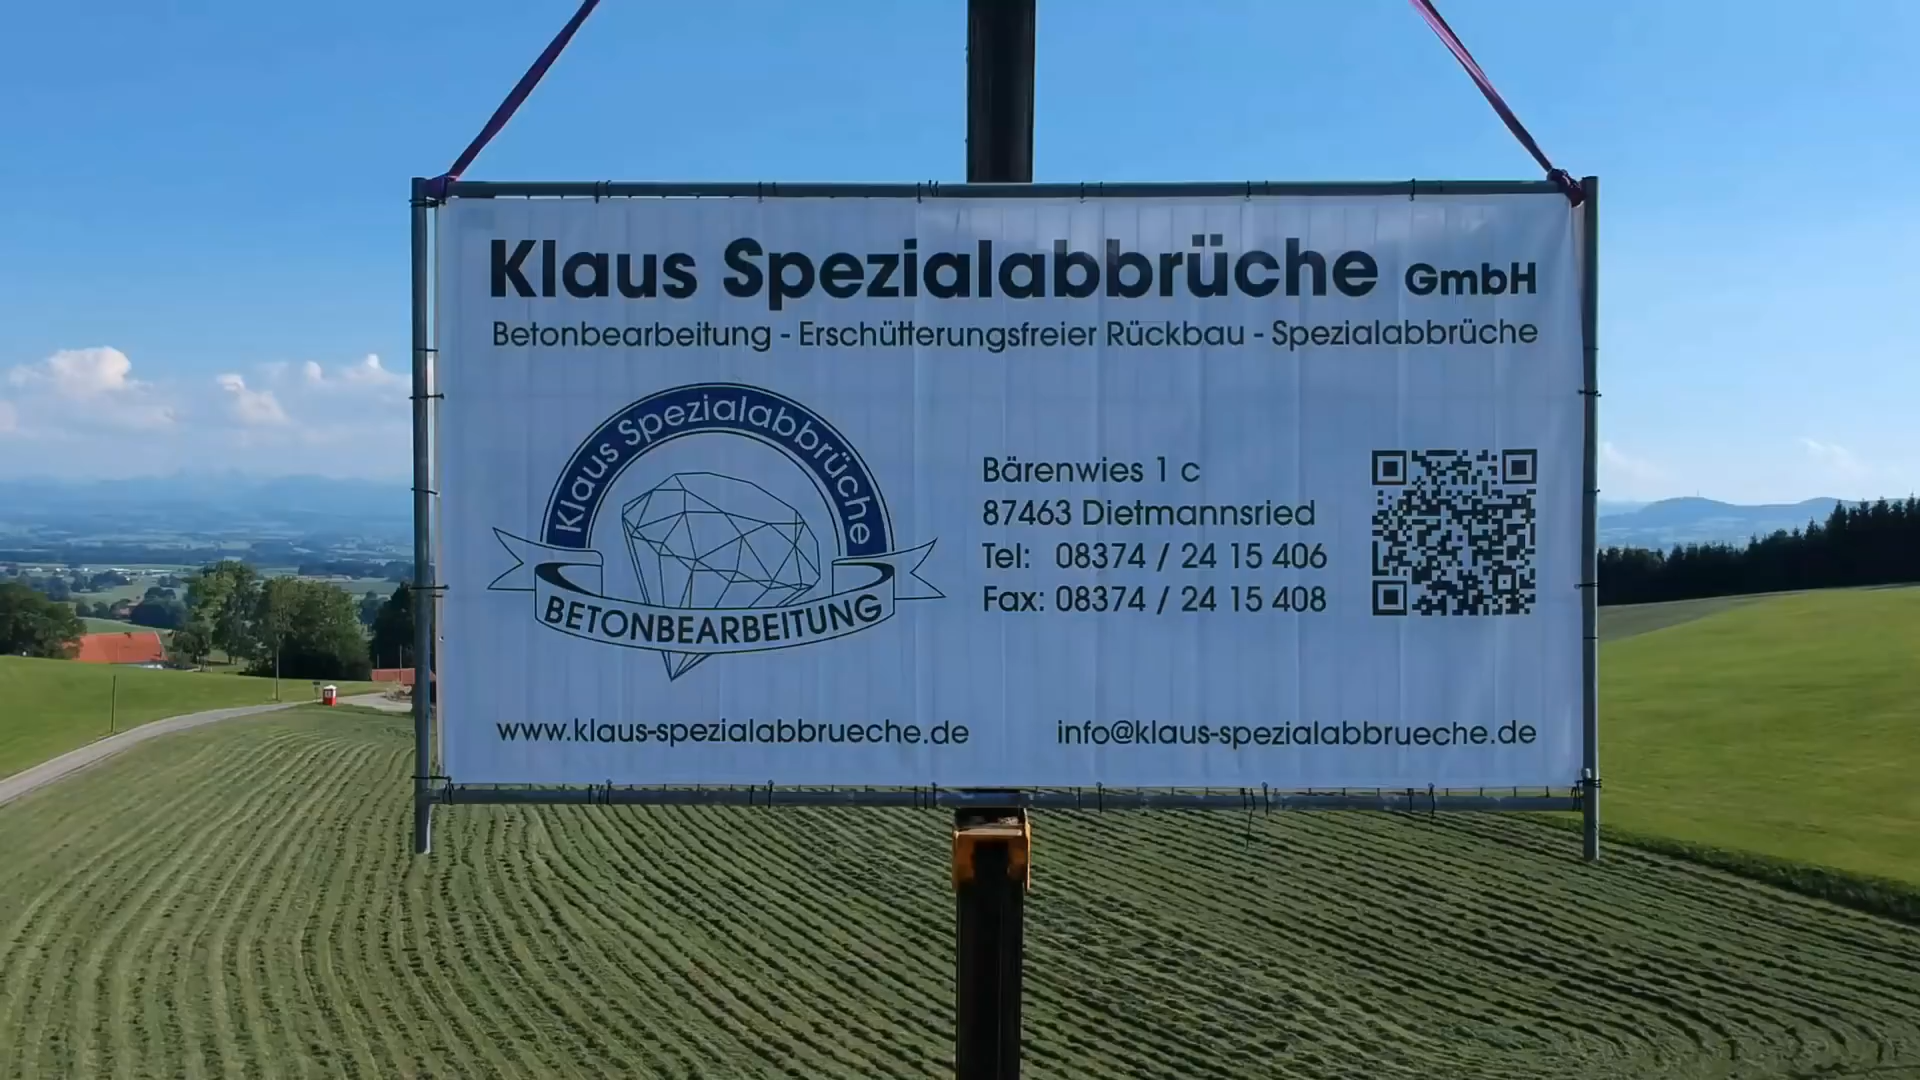 Klaus Spezialabbrüche GmbH
Betonbearbeitung - Erschütterungsfreier Rückbau - Spezialabbrüche
Klaus Spezialabbrüche
BETONBEARBEITUNG
Bärenwies 1 c
87463 Dietmannsried
Tel: 08374 / 24 15 406
Fax: 08374 / 24 15 408
www.klaus-spezialabbrueche.de
info@klaus-spezialabbrueche.de